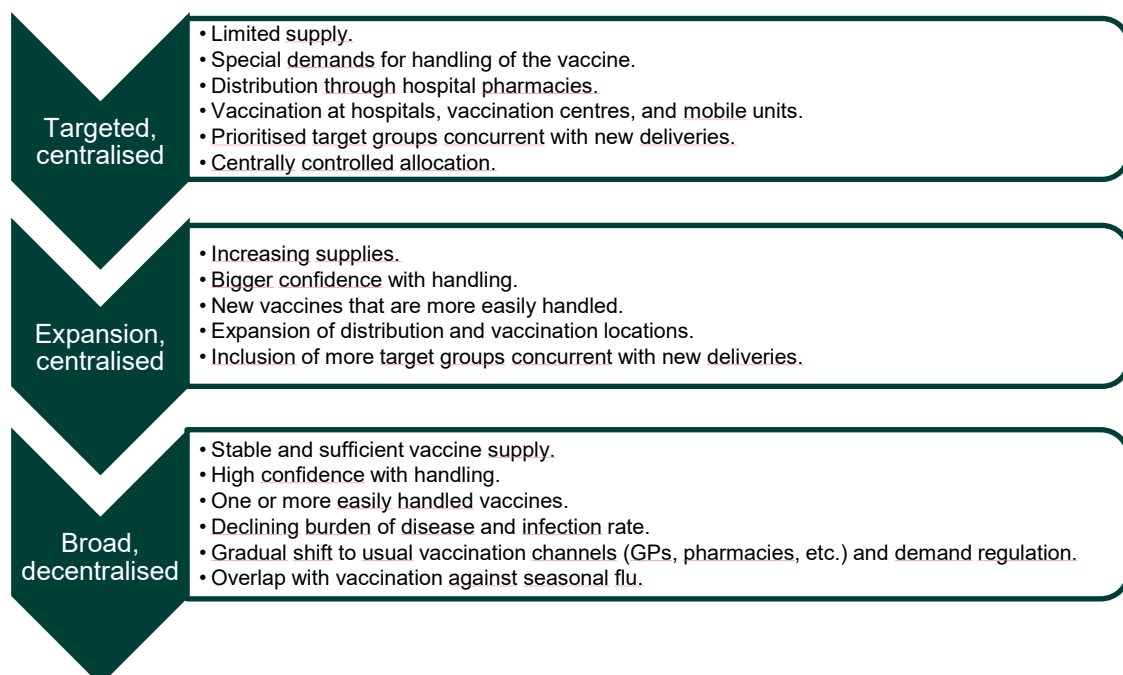 Targeted,
centralised
• Limited supply.
• Special demands for handling of the vaccine.
• Distribution through hospital pharmacies.
• Vaccination at hospitals, vaccination centres, and mobile units.
• Prioritised target groups concurrent with new deliveries.
• Centrally controlled allocation.
Expansion,
centralised
• Increasing supplies.
• Bigger confidence with handling.
• New vaccines that are more easily handled.
• Expansion of distribution and vaccination locations.
• Inclusion of more target groups concurrent with new deliveries.
Broad,
decentralised
• Stable and sufficient vaccine supply.
• High confidence with handling.
• One or more easily handled vaccines.
• Declining burden of disease and infection rate.
• Gradual shift to usual vaccination channels (GPs, pharmacies, etc.) and demand regulation.
• Overlap with vaccination against seasonal flu.